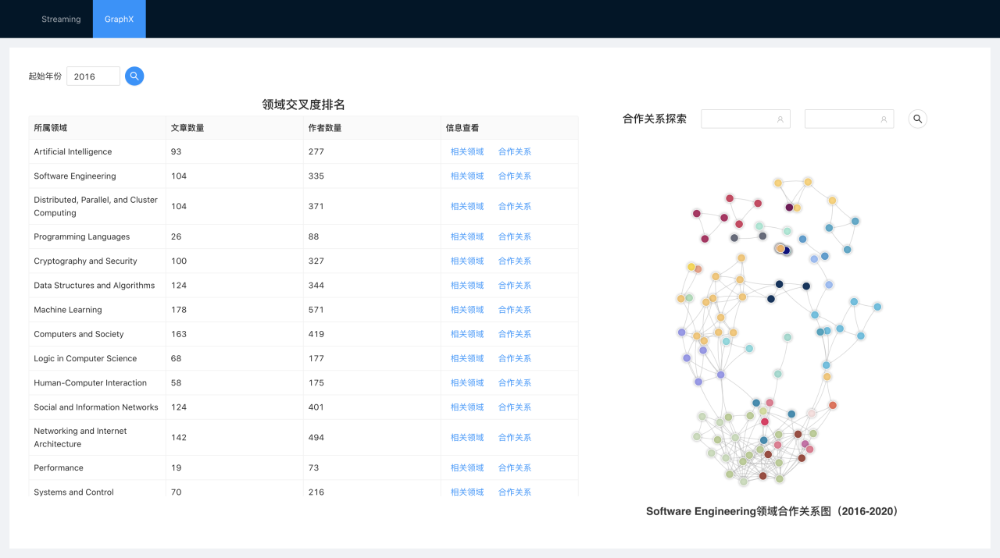 Streaming GraphX
起始年份 2016
领域交叉度排名
所属领域 文章数量 作者数量 信息查看
Artificial Intelligence 93 277 相关领域 合作关系
Software Engineering 104 335 相关领域 合作关系
Distributed, Parallel, and Cluster
Computing 104 371 相关领域 合作关系
Programming Languages 26 88 相关领域 合作关系
Cryptography and Security 100 327 相关领域 合作关系
Data Structures and Algorithms 124 344 相关领域 合作关系
Machine Learning 178 571 相关领域 合作关系
Computers and Society 163 419 相关领域 合作关系
Logic in Computer Science 68 177 相关领域 合作关系
Human-Computer Interaction 58 175 相关领域 合作关系
Social and Information Networks 124 401 相关领域 合作关系
Networking and Internet
Architecture 142 494 相关领域 合作关系
Performance 19 73 相关领域 合作关系
Systems and Control 70 216 相关领域 合作关系
合作关系探索
Software Engineering领域合作关系图（2016-2020）